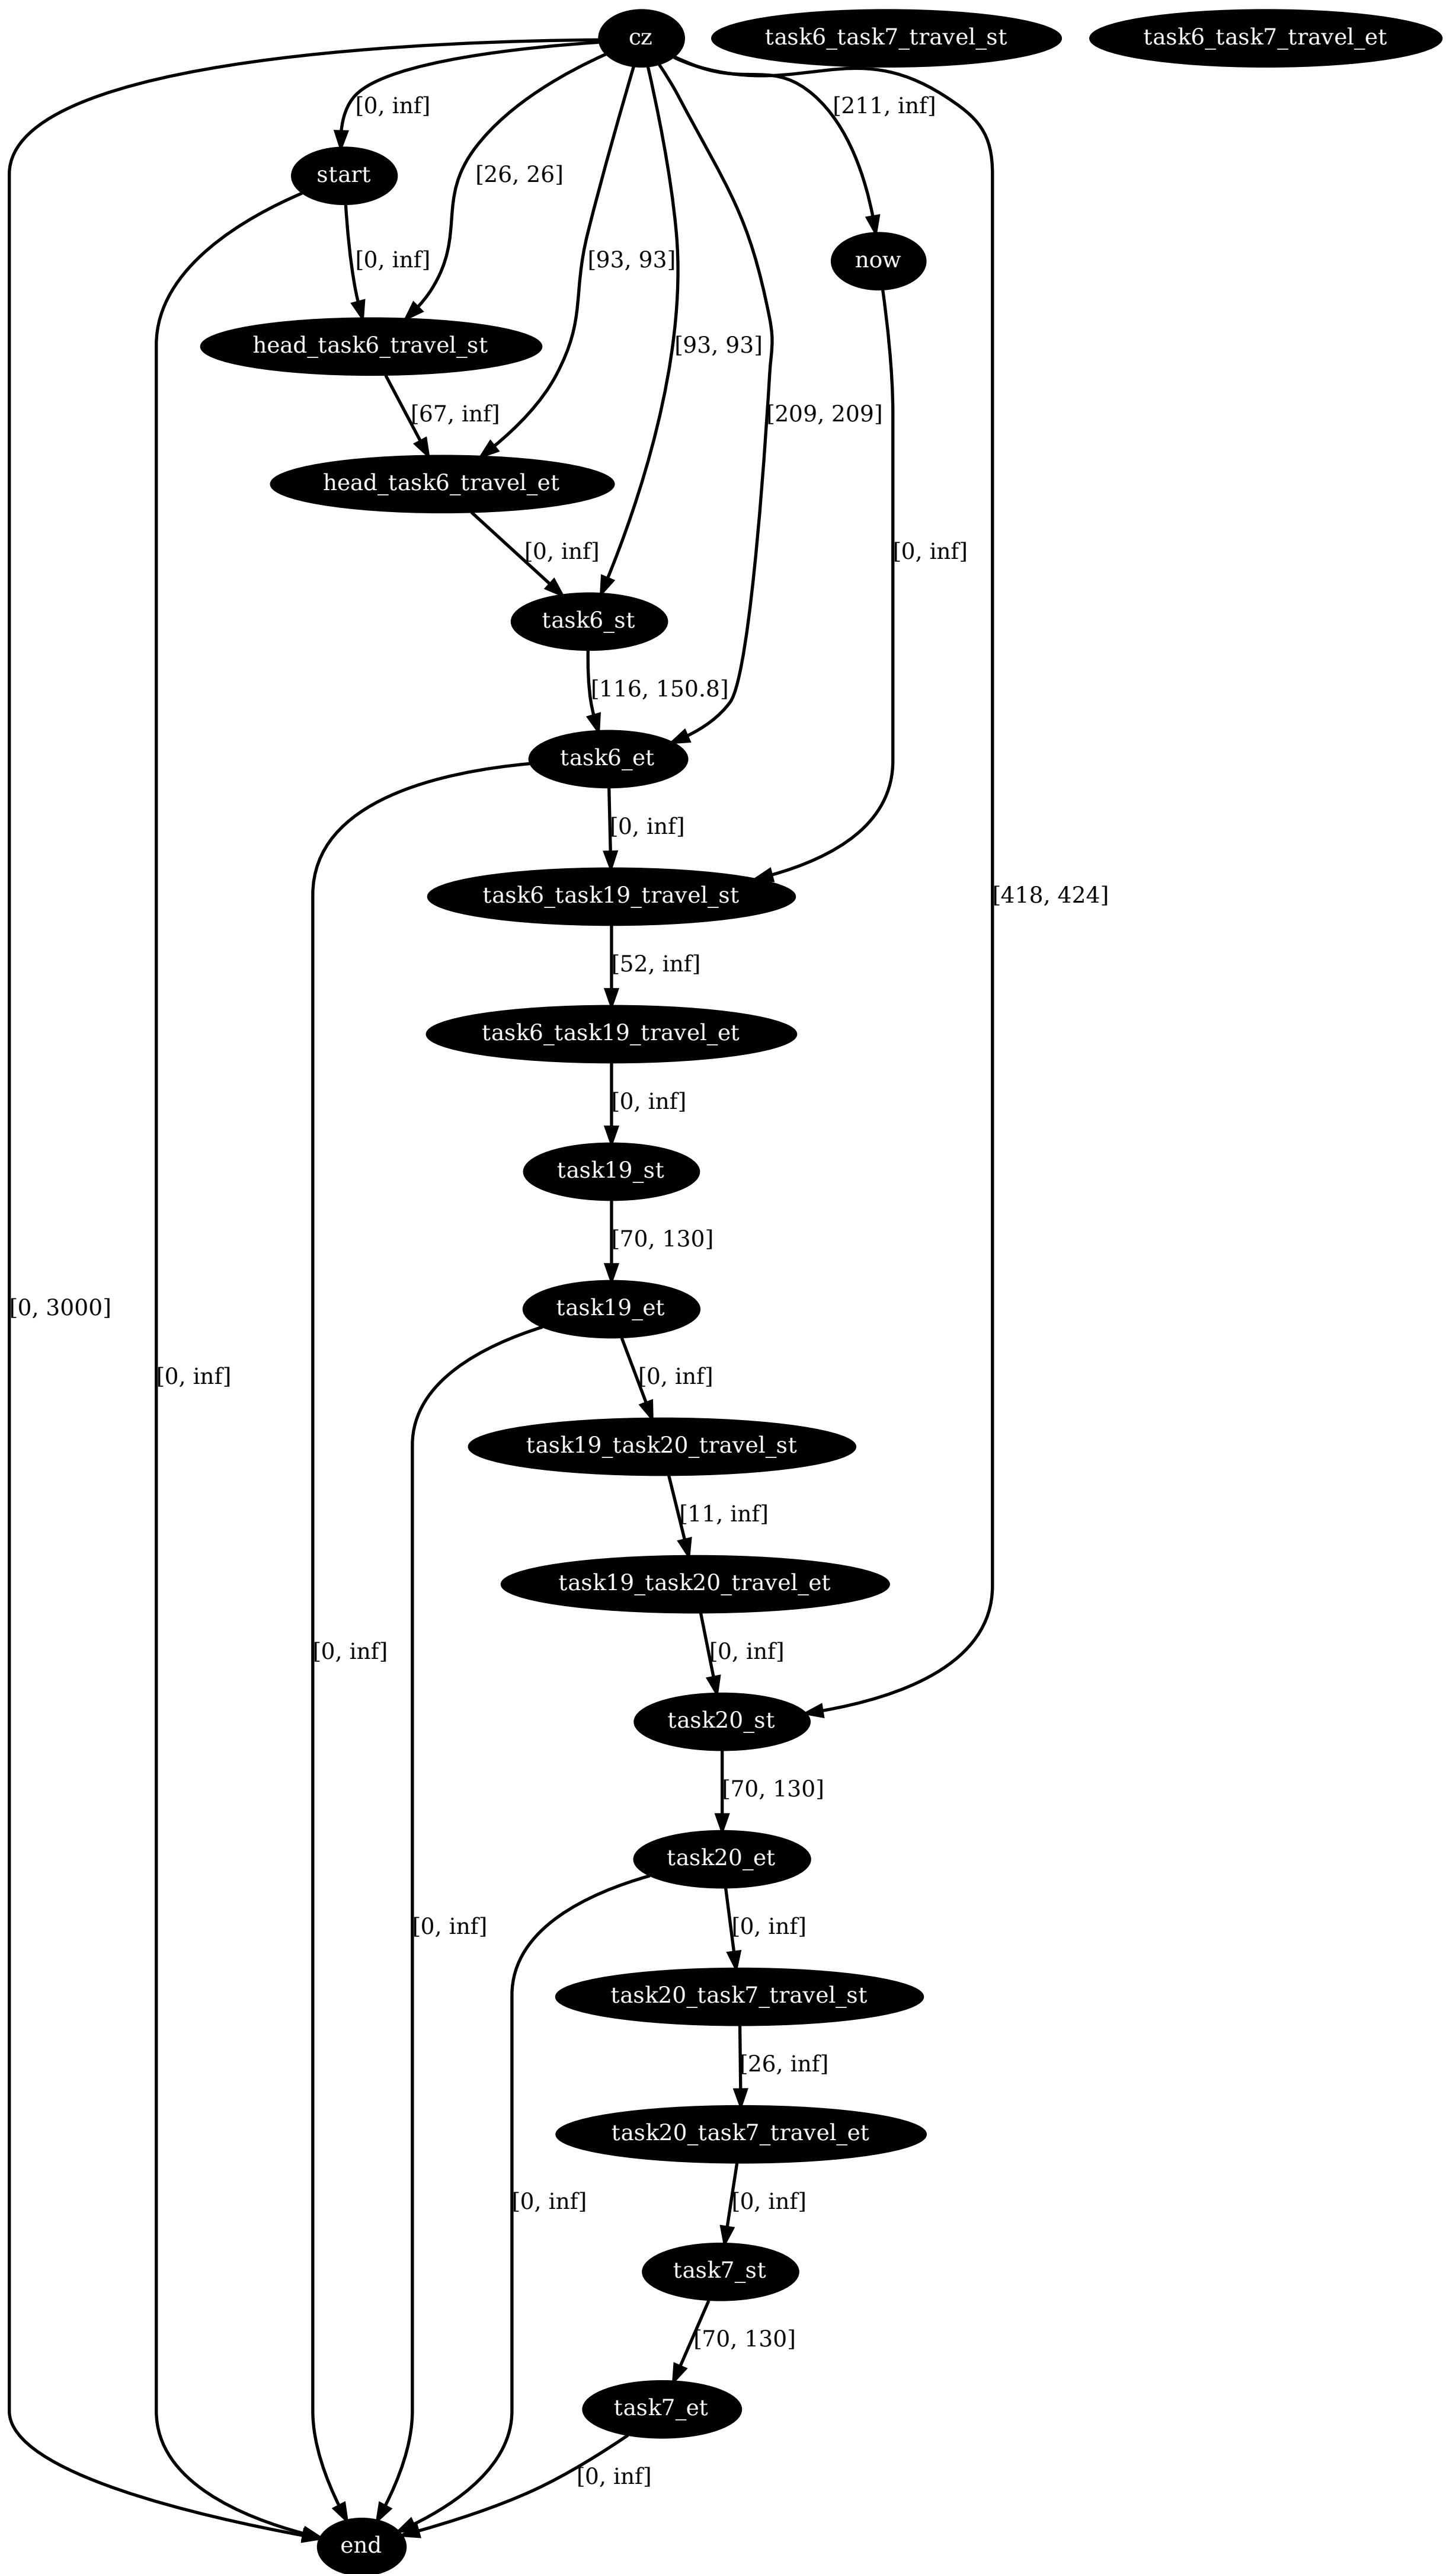 cz
task6_task7_travel_st
task6_task7_travel_et
[0, inf]
[211, inf]
start
[26, 26]
[0, inf]
[93, 93]
now
head_task6_travel_st
[93, 93]
[67, inf]
[209, 209]
head_task6_travel_et
[0, inf]
[0, inf]
task6_st
[116, 150.8]
task6_et
[0, inf]
task6_task19_travel_st
[418, 424]
[52, inf]
task6_task19_travel_et
[0, inf]
task19_st
[70, 130]
[0, 3000]
task19_et
[0, inf]
[0, inf]
task19_task20_travel_st
[11, inf]
task19_task20_travel_et
[0, inf]
[0, inf]
task20_st
[70, 130]
task20_et
[0, inf]
[0, inf]
task20_task7_travel_st
[26, inf]
task20_task7_travel_et
[0, inf]
[0, inf]
task7_st
[70, 130]
task7_et
[0, inf]
end